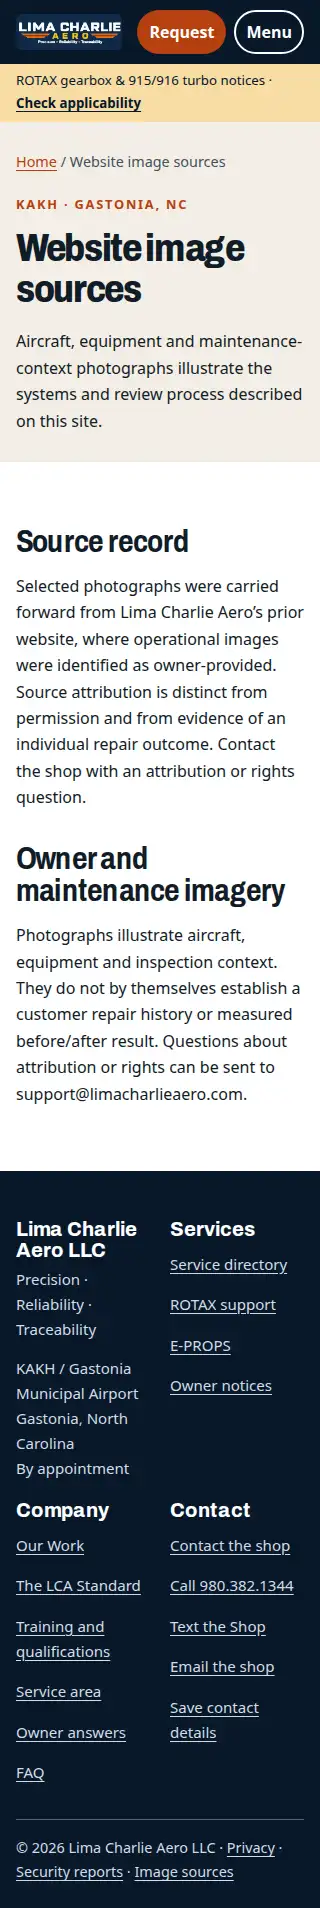 LIMA CHARLIE
AERO
Precision • Reliability • Traceability
Request
Menu
ROTAX gearbox & 915/916 turbo notices ·
Check applicability
Home / Website image sources
KAKH · GASTONIA, NC
Website image
sources
Aircraft, equipment and maintenance-
context photographs illustrate the
systems and review process described
on this site.
Source record
Selected photographs were carried
forward from Lima Charlie Aero’s prior
website, where operational images
were identified as owner-provided.
Source attribution is distinct from
permission and from evidence of an
individual repair outcome. Contact
the shop with an attribution or rights
question.
Owner and
maintenance imagery
Photographs illustrate aircraft,
equipment and inspection context.
They do not by themselves establish a
customer repair history or measured
before/after result. Questions about
attribution or rights can be sent to
support@limacharlieaero.com.
Lima Charlie
Aero LLC
Precision ·
Reliability ·
Traceability
KAKH / Gastonia
Municipal Airport
Gastonia, North
Carolina
By appointment
Services
Service directory
ROTAX support
E-PROPS
Owner notices
Company
Our Work
The LCA Standard
Training and
qualifications
Service area
Owner answers
FAQ
Contact
Contact the shop
Call 980.382.1344
Text the Shop
Email the shop
Save contact
details
© 2026 Lima Charlie Aero LLC · Privacy ·
Security reports · Image sources